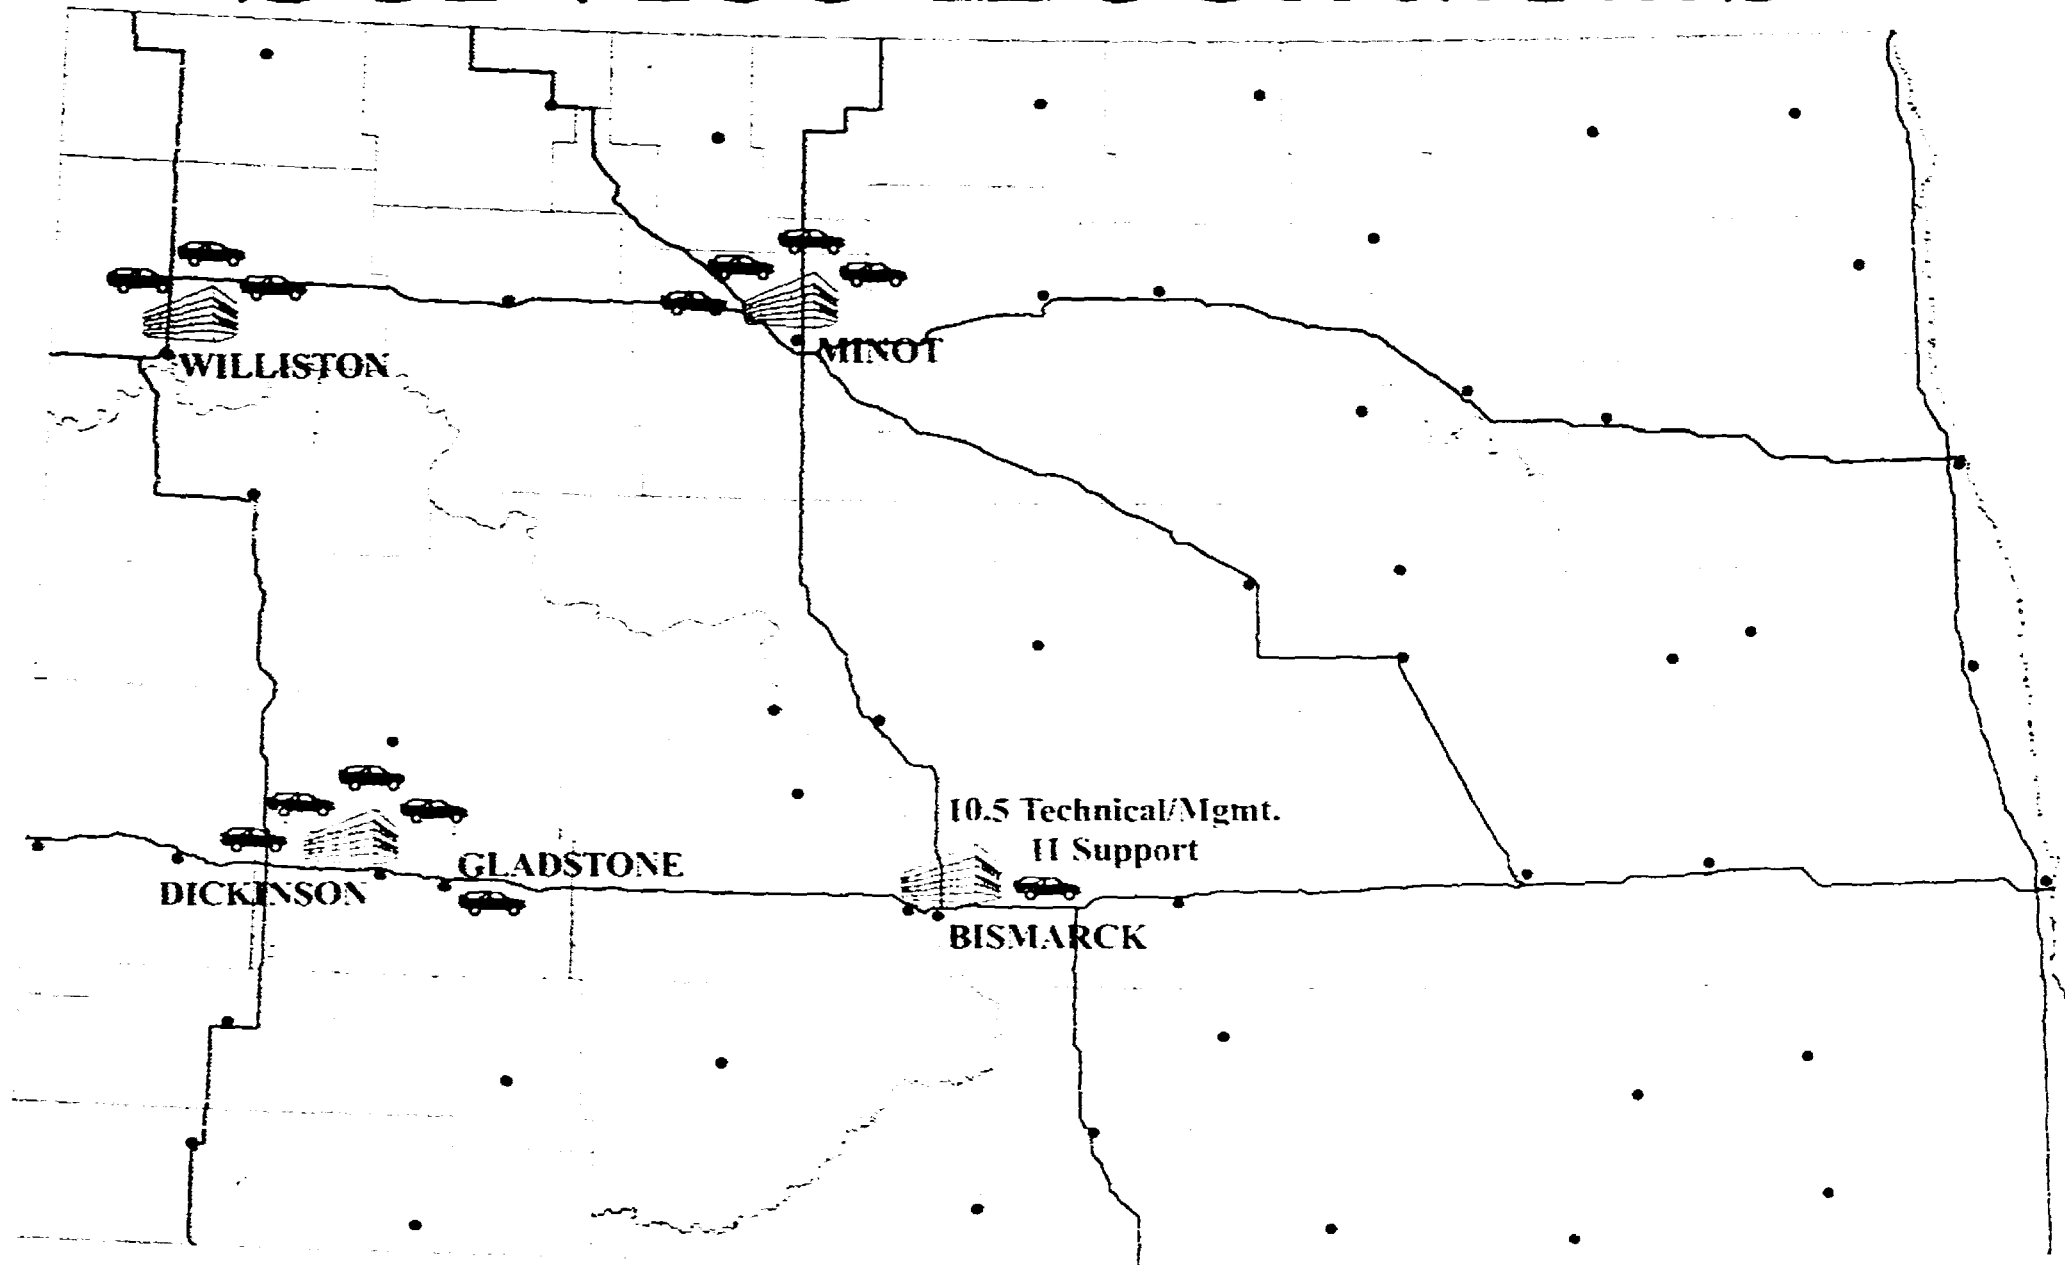 WILLISTON
MINOT
10.5 Technical/Mgmt.
11 Support
GLADSTONE
DICKINSON
BISMARCK